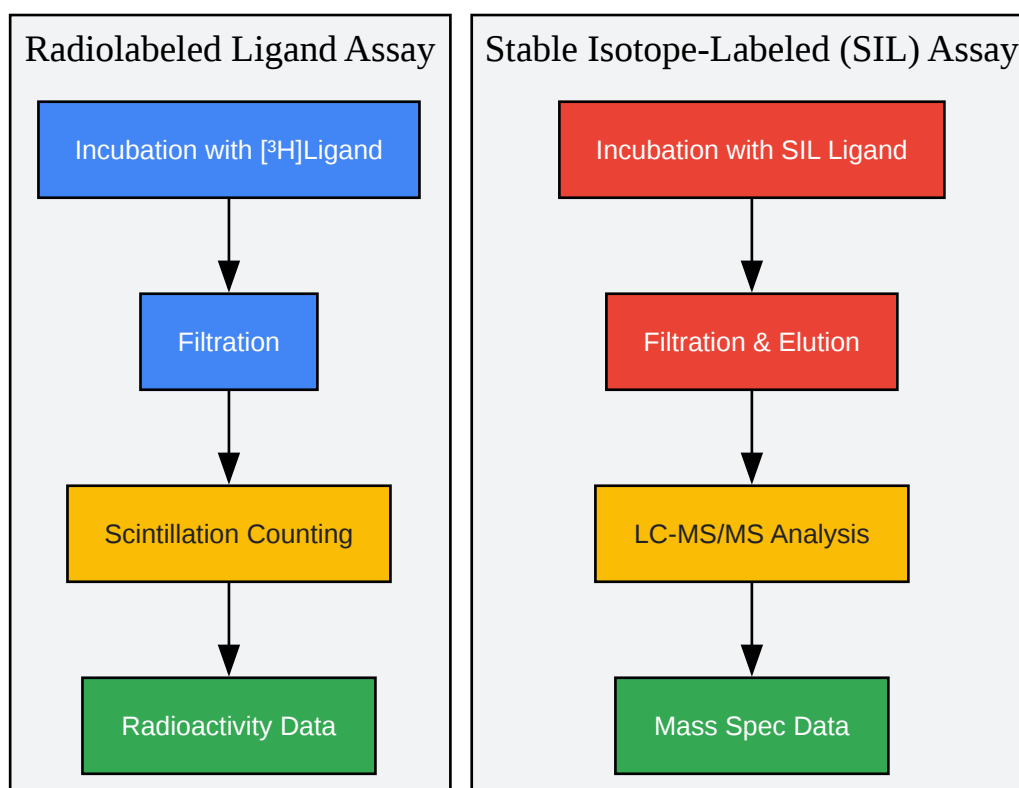 Radiolabeled Ligand Assay
Incubation with [³H]Ligand
Filtration
Scintillation Counting
Radioactivity Data
Stable Isotope-Labeled (SIL) Assay
Incubation with SIL Ligand
Filtration & Elution
LC-MS/MS Analysis
Mass Spec Data